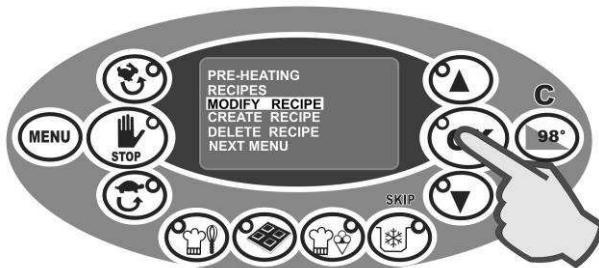 PRE-HEATING
RECIPES
MODIFY RECIPE
CREATE RECIPE
DELETE RECIPE
NEXT MENU
MENU
STOP
C
98°
SKIP